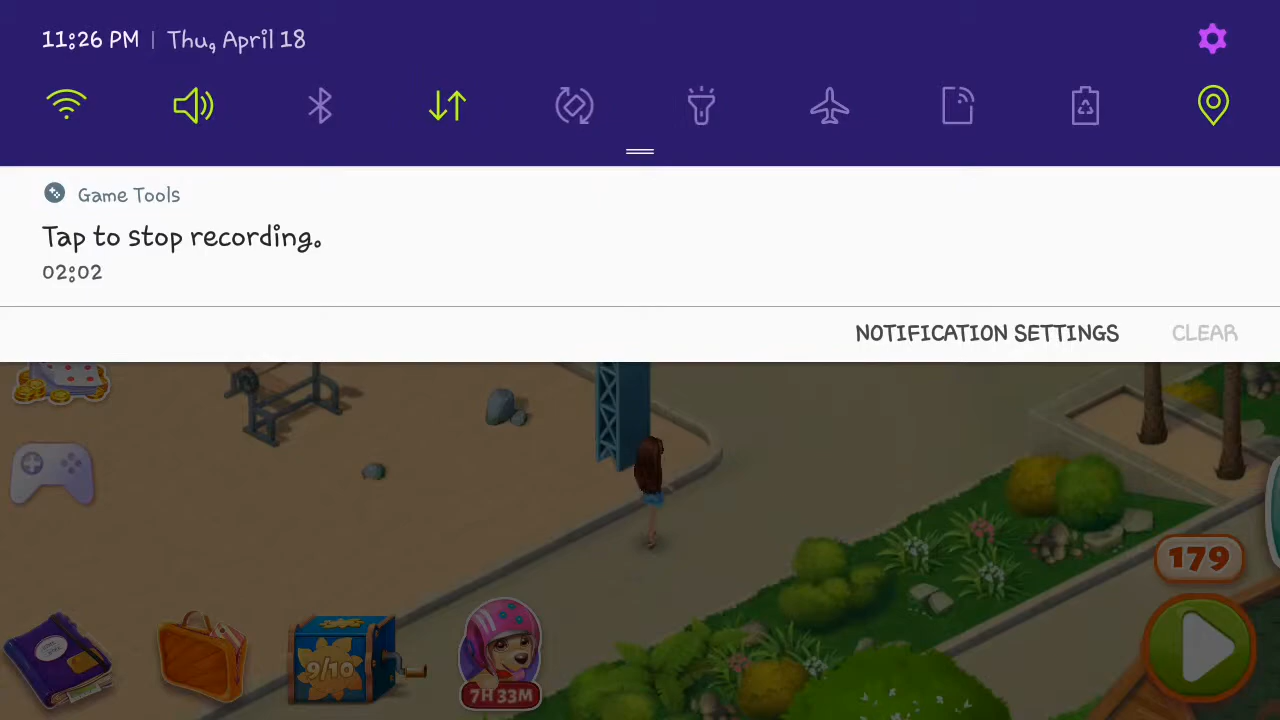 11:26 PM | Thu, April 18
Game Tools
Tap to stop recording.
02:02
NOTIFICATION SETTINGS CLEAR
179
9/10
7H 33M